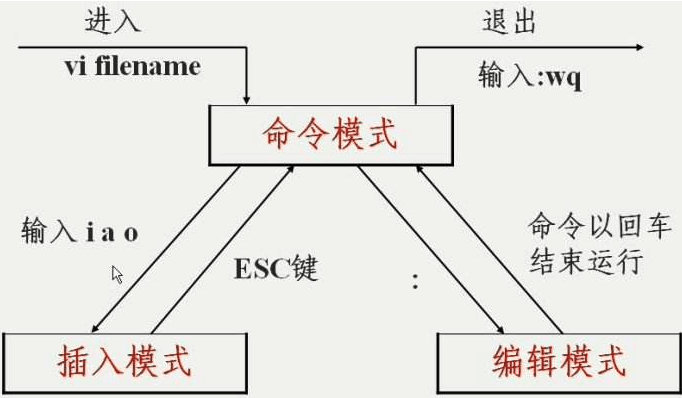 进入
退出
vi filename
输入:wq
命令模式
输入 i a o
命令以回车
结束运行
ESC键
:
插入模式
编辑模式